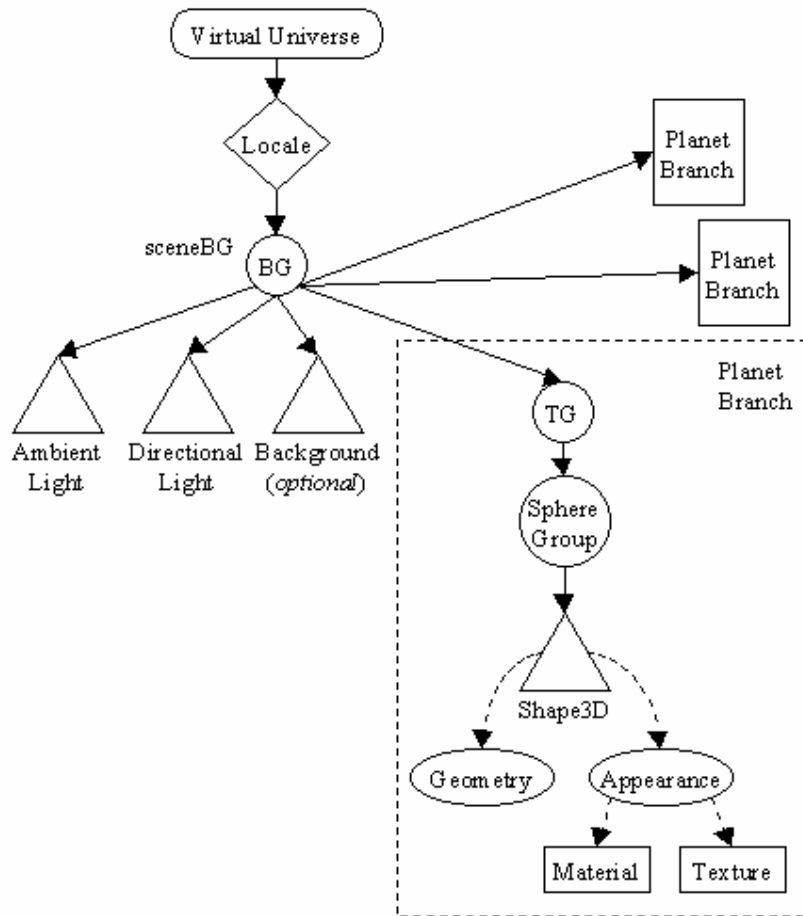 Virtual Universe
Locale
Planet
Branch
sceneBG
BG
Planet
Branch
Planet
Branch
TG
Ambient
Light
Directional
Light
Background
(optional)
Sphere
Group
Shape3D
Geometry
Appearance
Material
Texture